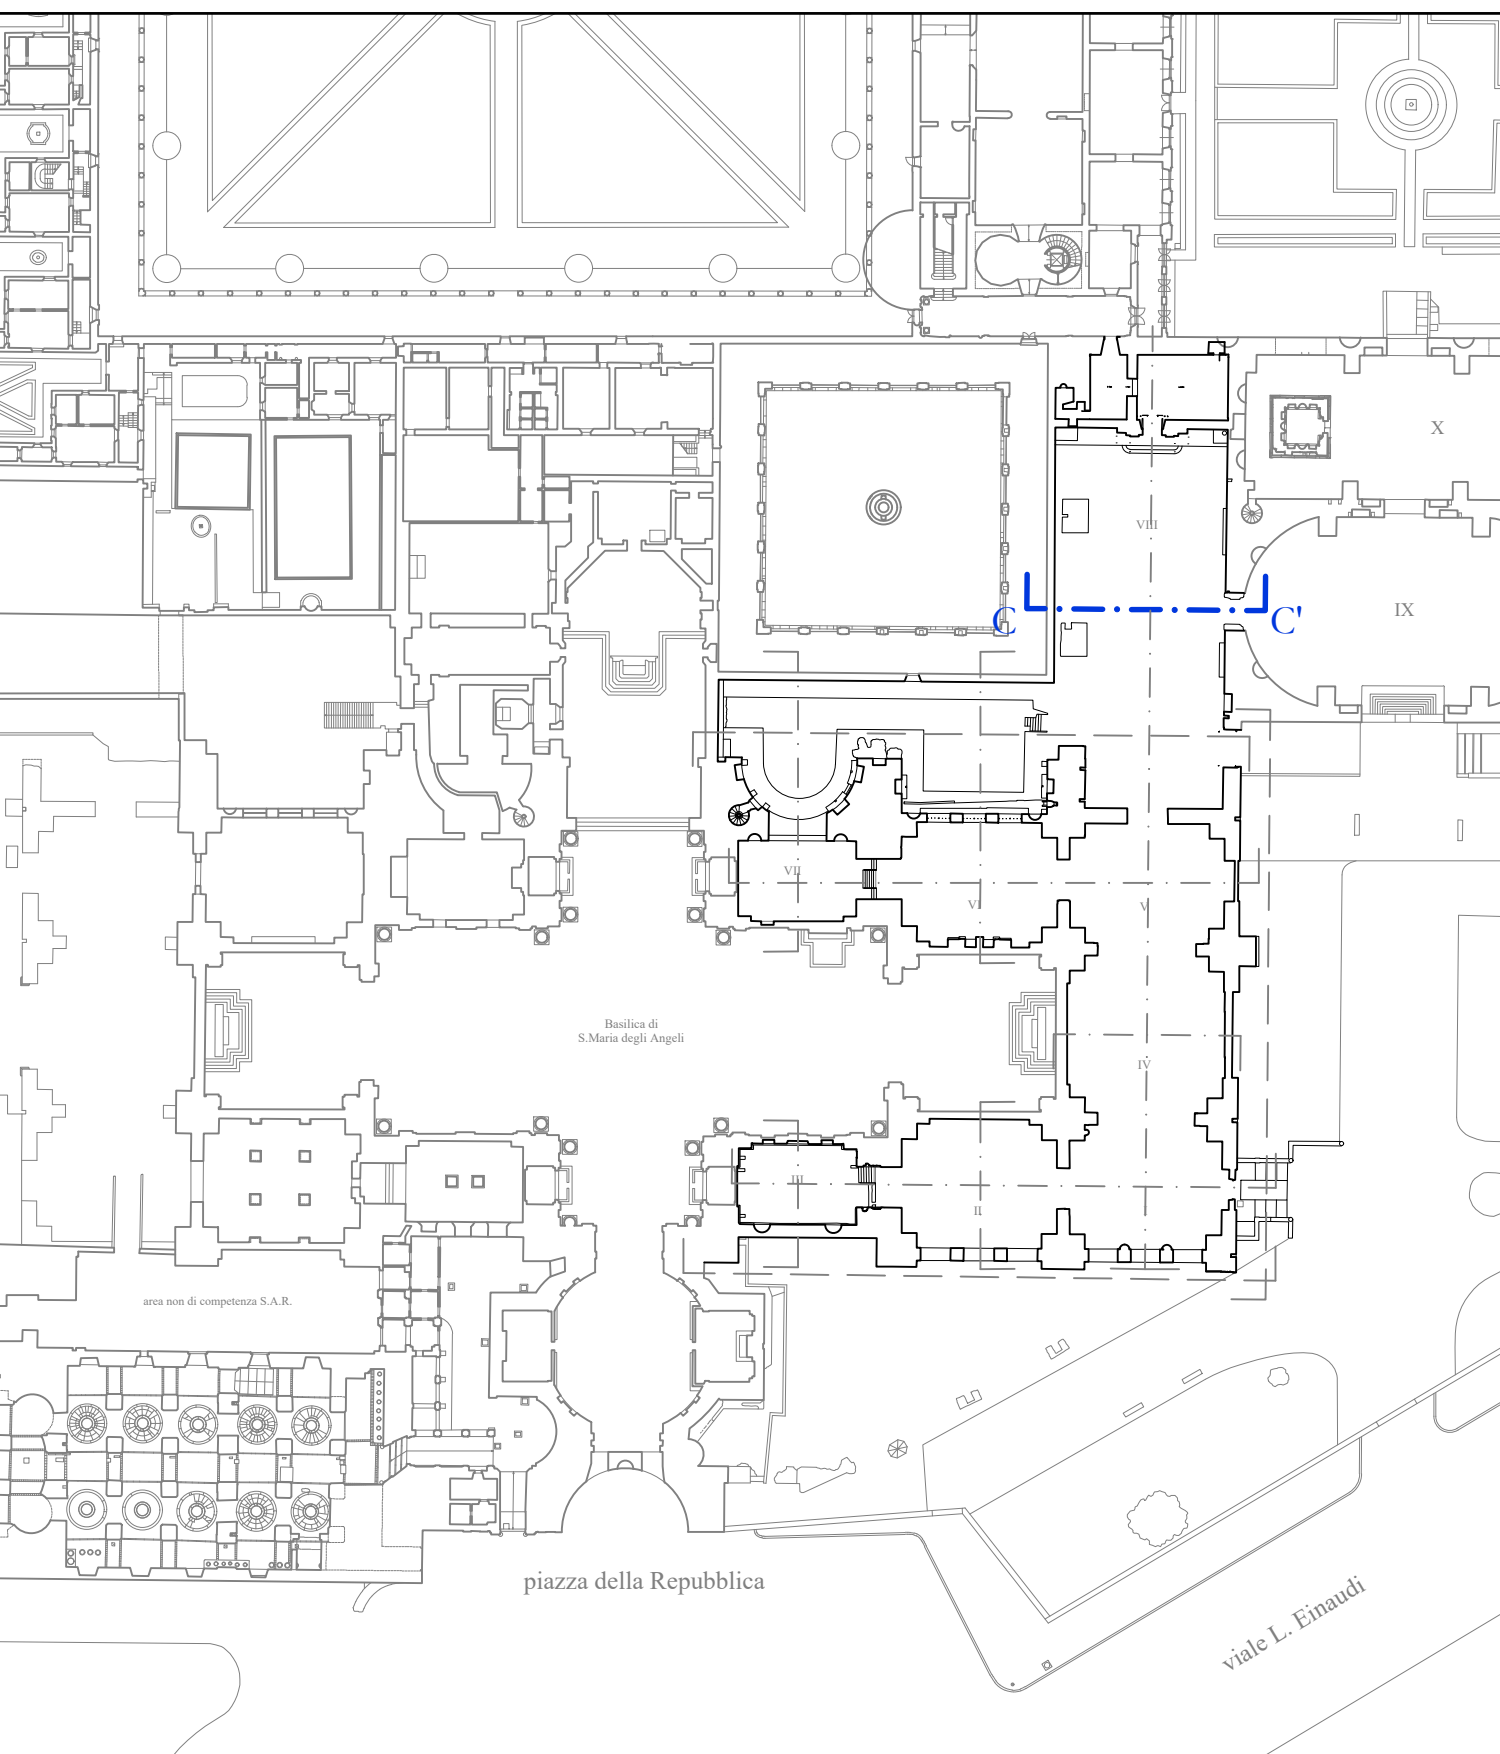 X
VIII
IX
C
C'
VII
VI
V
Basilica di
S.Maria degli Angeli
IV
III
II
area non di competenza S.A.R.
piazza della Repubblica
viale L. Einaudi